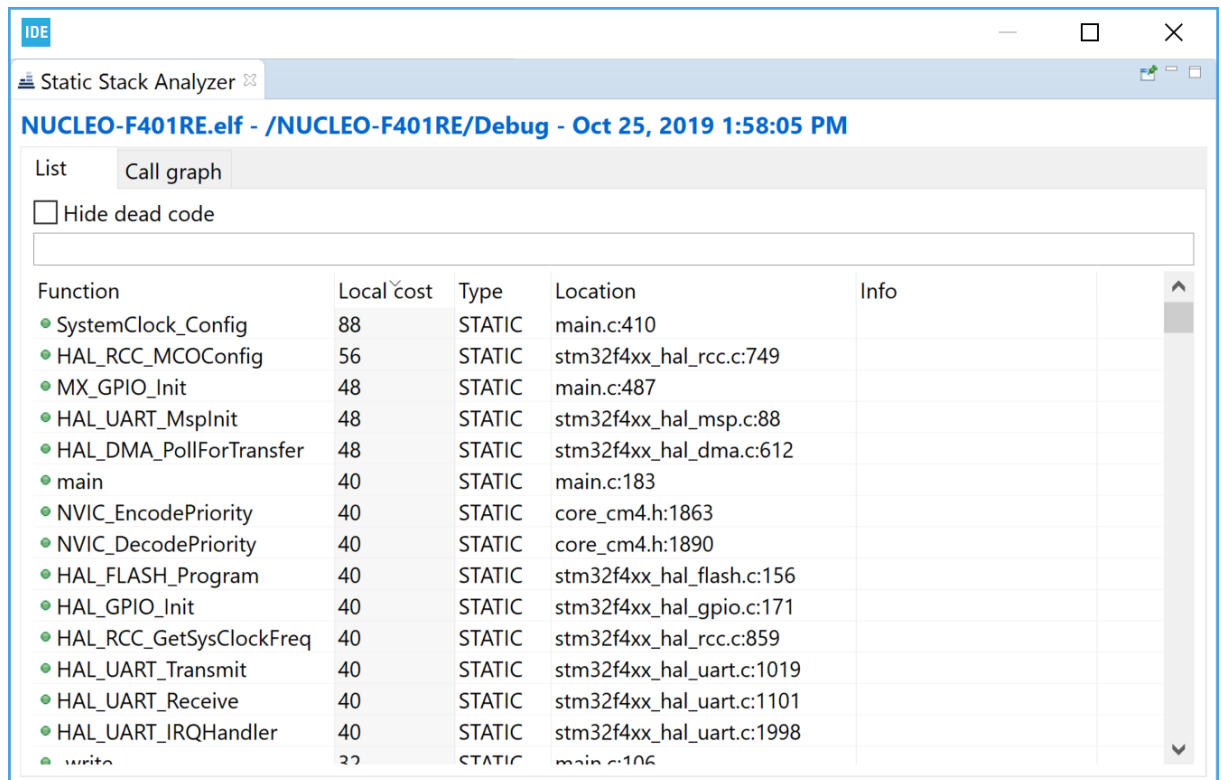 IDE
Static Stack Analyzer
NUCLEO-F401RE.elf - /NUCLEO-F401RE/Debug - Oct 25, 2019 1:58:05 PM
List Call graph
Hide dead code
Function Local cost Type Location Info
SystemClock_Config 88 STATIC main.c:410
HAL_RCC_MCOConfig 56 STATIC stm32f4xx_hal_rcc.c:749
MX_GPIO_Init 48 STATIC main.c:487
HAL_UART_MspInit 48 STATIC stm32f4xx_hal_msp.c:88
HAL_DMA_PollForTransfer 48 STATIC stm32f4xx_hal_dma.c:612
main 40 STATIC main.c:183
NVIC_EncodePriority 40 STATIC core_cm4.h:1863
NVIC_DecodePriority 40 STATIC core_cm4.h:1890
HAL_FLASH_Program 40 STATIC stm32f4xx_hal_flash.c:156
HAL_GPIO_Init 40 STATIC stm32f4xx_hal_gpio.c:171
HAL_RCC_GetSysClockFreq 40 STATIC stm32f4xx_hal_rcc.c:859
HAL_UART_Transmit 40 STATIC stm32f4xx_hal_uart.c:1019
HAL_UART_Receive 40 STATIC stm32f4xx_hal_uart.c:1101
HAL_UART_IRQHandler 40 STATIC stm32f4xx_hal_uart.c:1998
_write 32 STATIC main.c:106